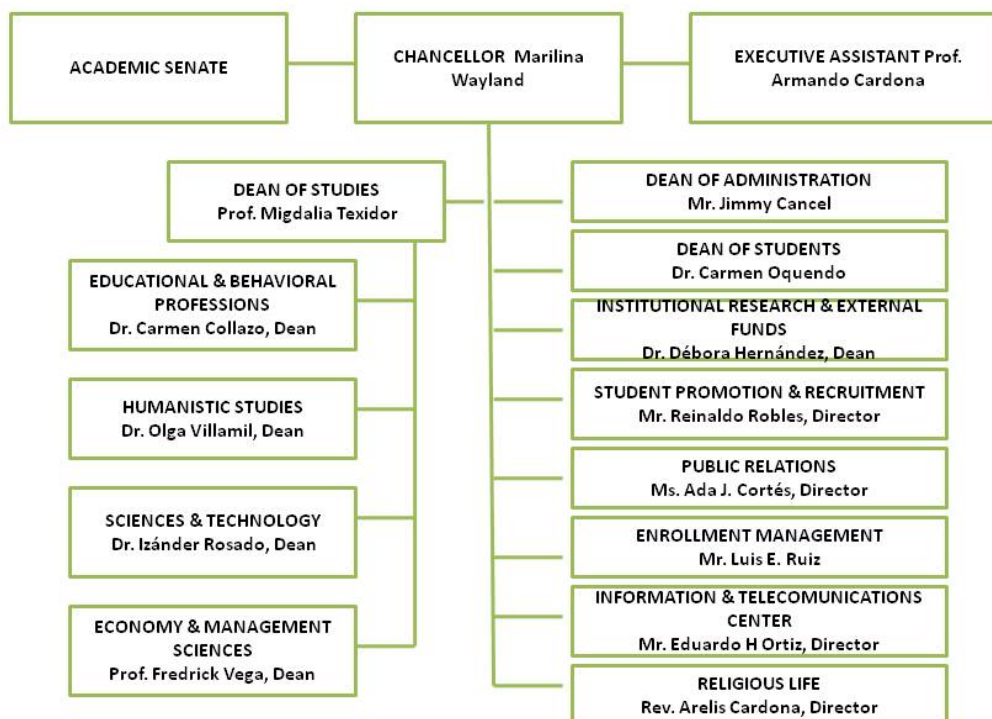 ACADEMIC SENATE
CHANCELLOR Marilina
Wayland
EXECUTIVE ASSISTANT Prof.
Armando Cardona
DEAN OF STUDIES
Prof. Migdalia Texidor
EDUCATIONAL & BEHAVIORAL
PROFESSIONS
Dr. Carmen Collazo, Dean
HUMANISTIC STUDIES
Dr. Olga Villamil, Dean
SCIENCES & TECHNOLOGY
Dr. Izánder Rosado, Dean
ECONOMY & MANAGEMENT
SCIENCES
Prof. Fredrick Vega, Dean
DEAN OF ADMINISTRATION
Mr. Jimmy Cancel
DEAN OF STUDENTS
Dr. Carmen Oquendo
INSTITUTIONAL RESEARCH & EXTERNAL
FUNDS
Dr. Débora Hernández, Dean
STUDENT PROMOTION & RECRUITMENT
Mr. Reinaldo Robles, Director
PUBLIC RELATIONS
Ms. Ada J. Cortés, Director
ENROLLMENT MANAGEMENT
Mr. Luis E. Ruiz
INFORMATION & TELECOMUNICATIONS
CENTER
Mr. Eduardo H Ortiz, Director
RELIGIOUS LIFE
Rev. Arelis Cardona, Director